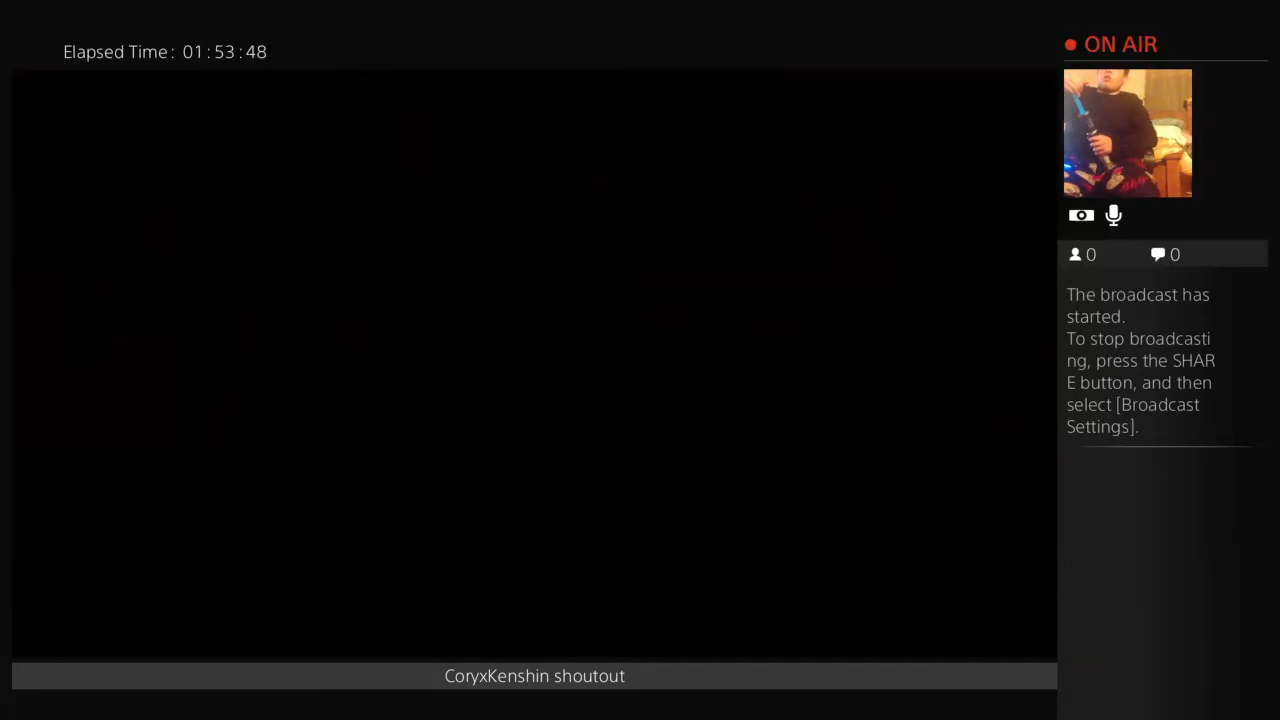 Elapsed Time: 01:53:48
ON AIR
0 0
The broadcast has
started.
To stop broadcasti
ng, press the SHAR
E button, and then
select [Broadcast
Settings].
CoryxKenshin shoutout